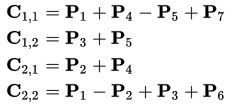 C₁,₁ = P₁ + P₄ − P₅ + P₇
C₁,₂ = P₃ + P₅
C₂,₁ = P₂ + P₄
C₂,₂ = P₁ − P₂ + P₃ + P₆